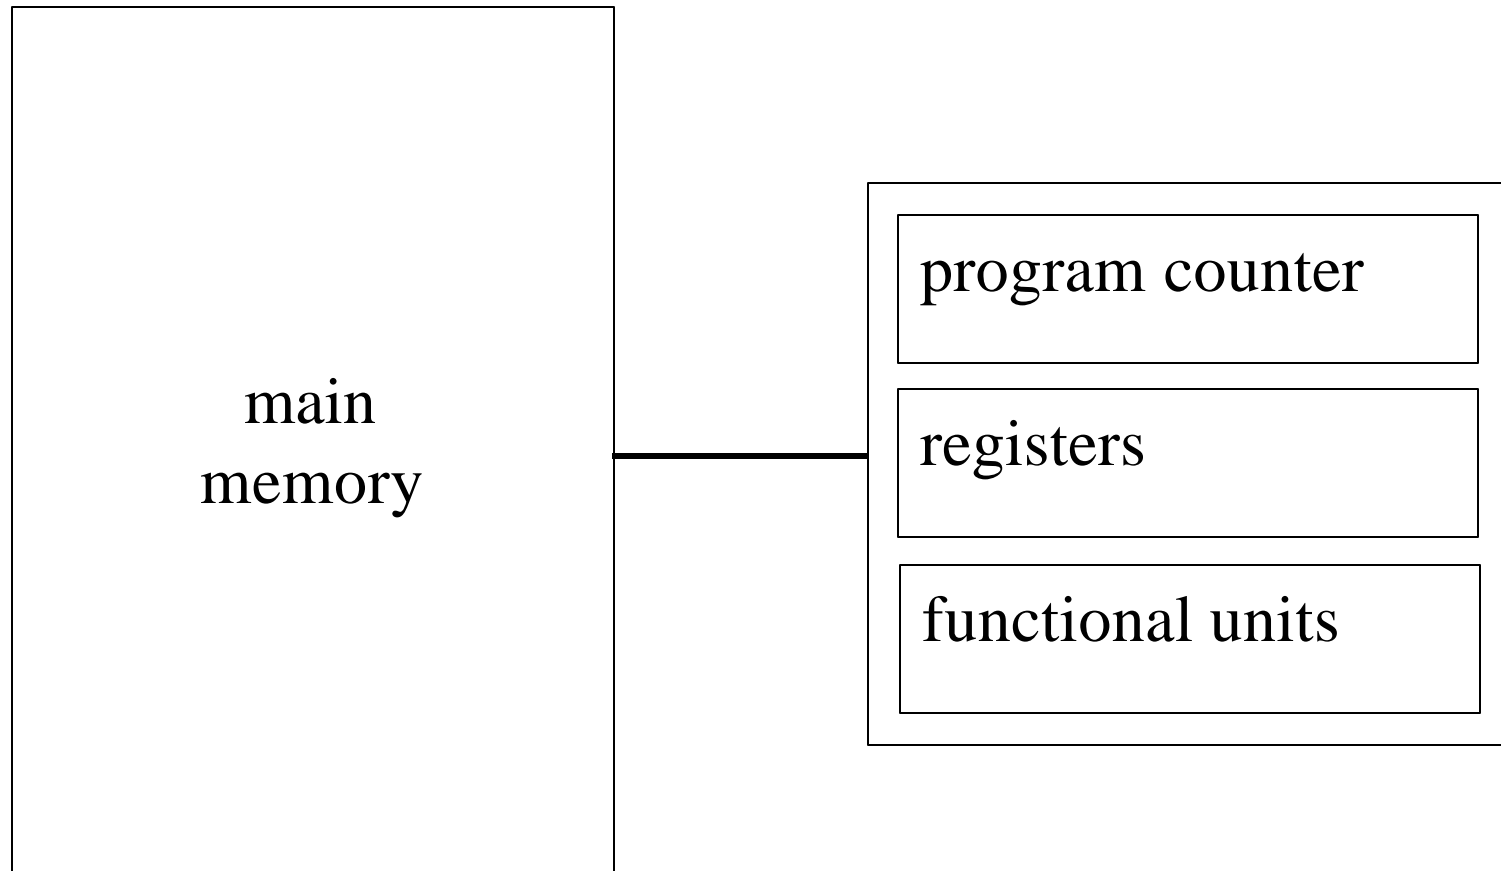 main
memory
program counter
registers
functional units